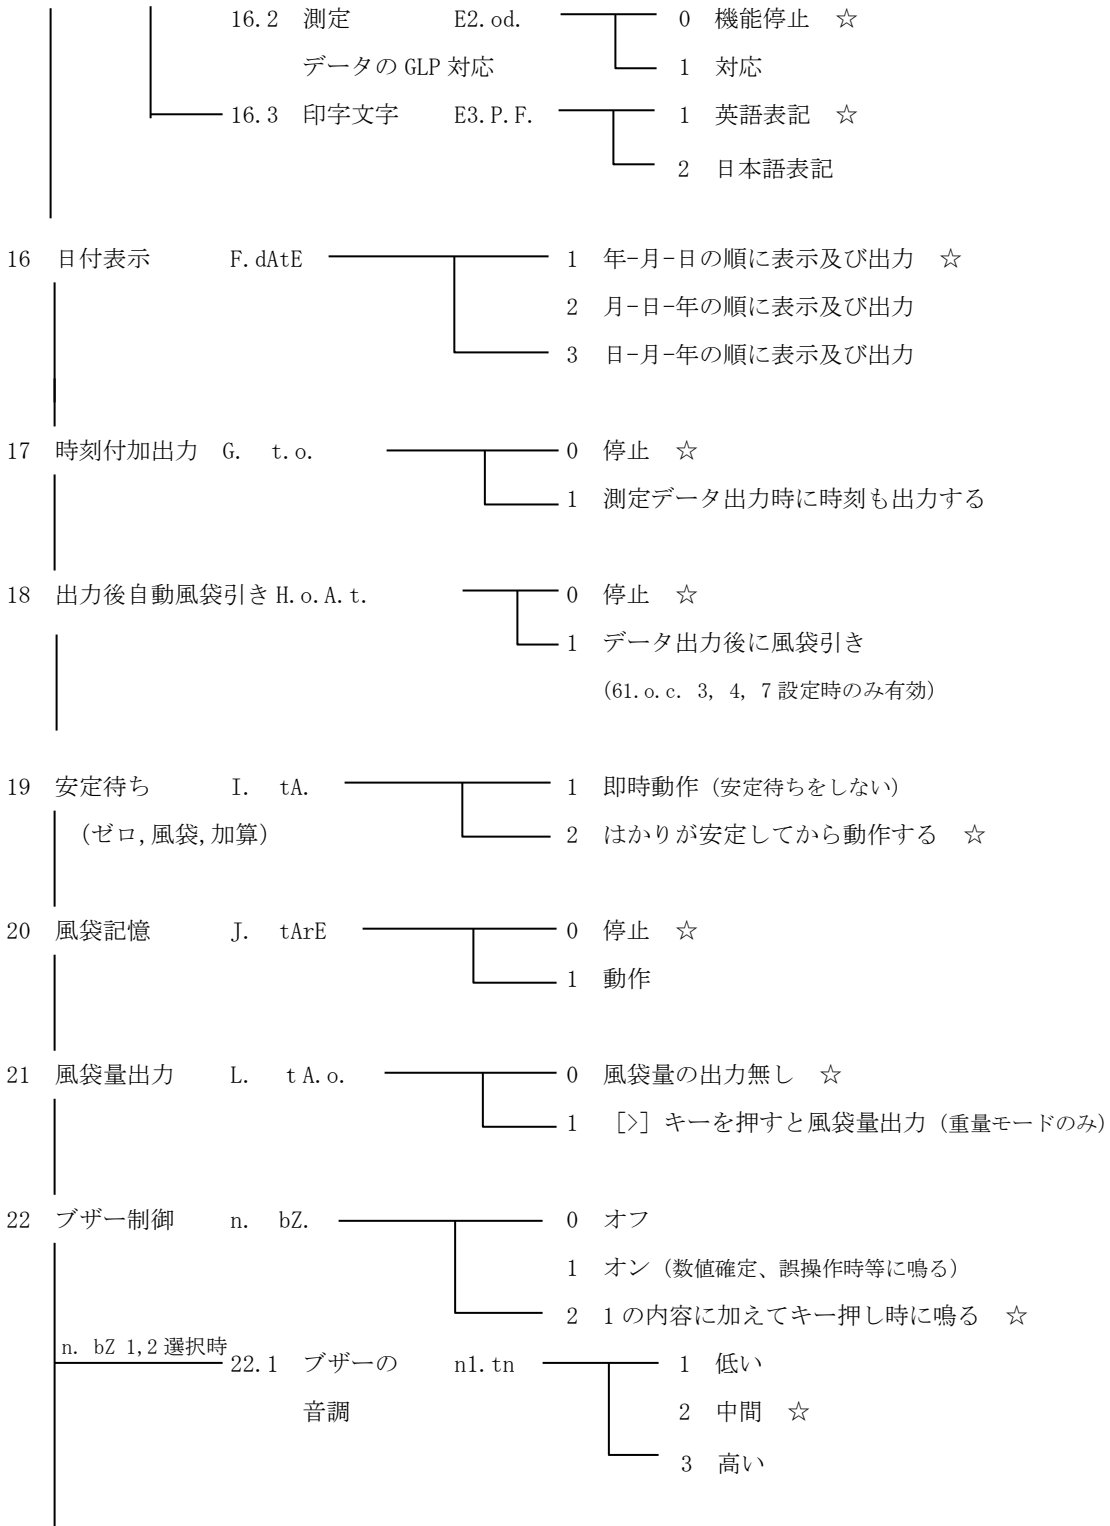 16.2 測定 E2.od. 0 機能停止 ☆
データの GLP 対応 1 対応
16.3 印字文字 E3.P.F. 1 英語表記 ☆
2 日本語表記
16 日付表示 F.dAtE 1 年-月-日の順に表示及び出力 ☆
2 月-日-年の順に表示及び出力
3 日-月-年の順に表示及び出力
17 時刻付加出力 G. t.o. 0 停止 ☆
1 測定データ出力時に時刻も出力する
18 出力後自動風袋引き H.o.A.t. 0 停止 ☆
1 データ出力後に風袋引き
(61.o.c. 3, 4, 7 設定時のみ有効)
19 安定待ち I. tA. 1 即時動作 (安定待ちをしない)
(ゼロ,風袋,加算) 2 はかりが安定してから動作する ☆
20 風袋記憶 J. tArE 0 停止 ☆
1 動作
21 風袋量出力 L. t A.o. 0 風袋量の出力無し ☆
1 [>] キーを押すと風袋量出力 (重量モードのみ)
22 ブザー制御 n. bZ. 0 オフ
1 オン (数値確定、誤操作時等に鳴る)
2 1 の内容に加えてキー押し時に鳴る ☆
n. bZ 1,2 選択時 22.1 ブザーの n1.tn 1 低い
音調 2 中間 ☆
3 高い